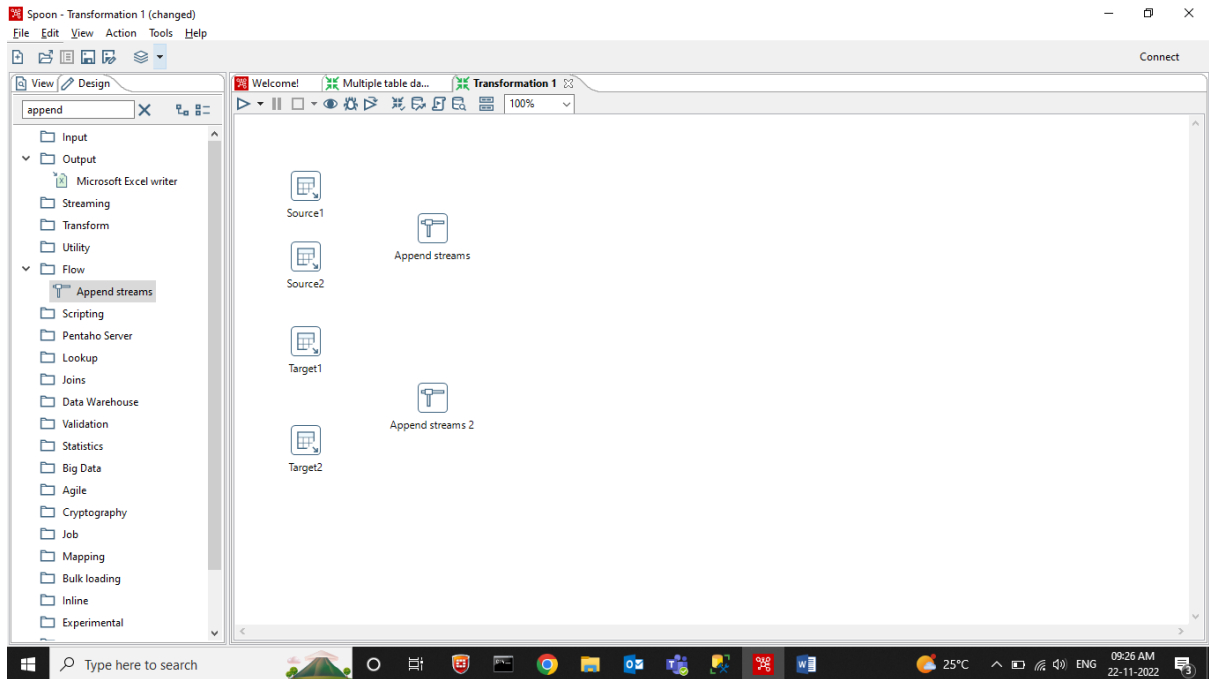 Spoon - Transformation 1 (changed)
File Edit View Action Tools Help
Connect
View Design
Welcome! Multiple table da... Transformation 1
append
100%
Input
Output
Microsoft Excel writer
Streaming
Transform
Utility
Flow
Append streams
Scripting
Pentaho Server
Lookup
Joins
Data Warehouse
Validation
Statistics
Big Data
Agile
Cryptography
Job
Mapping
Bulk loading
Inline
Experimental
Source1
Append streams
Source2
Target1
Append streams 2
Target2
Type here to search
25°C
ENG
09:26 AM
22-11-2022
3